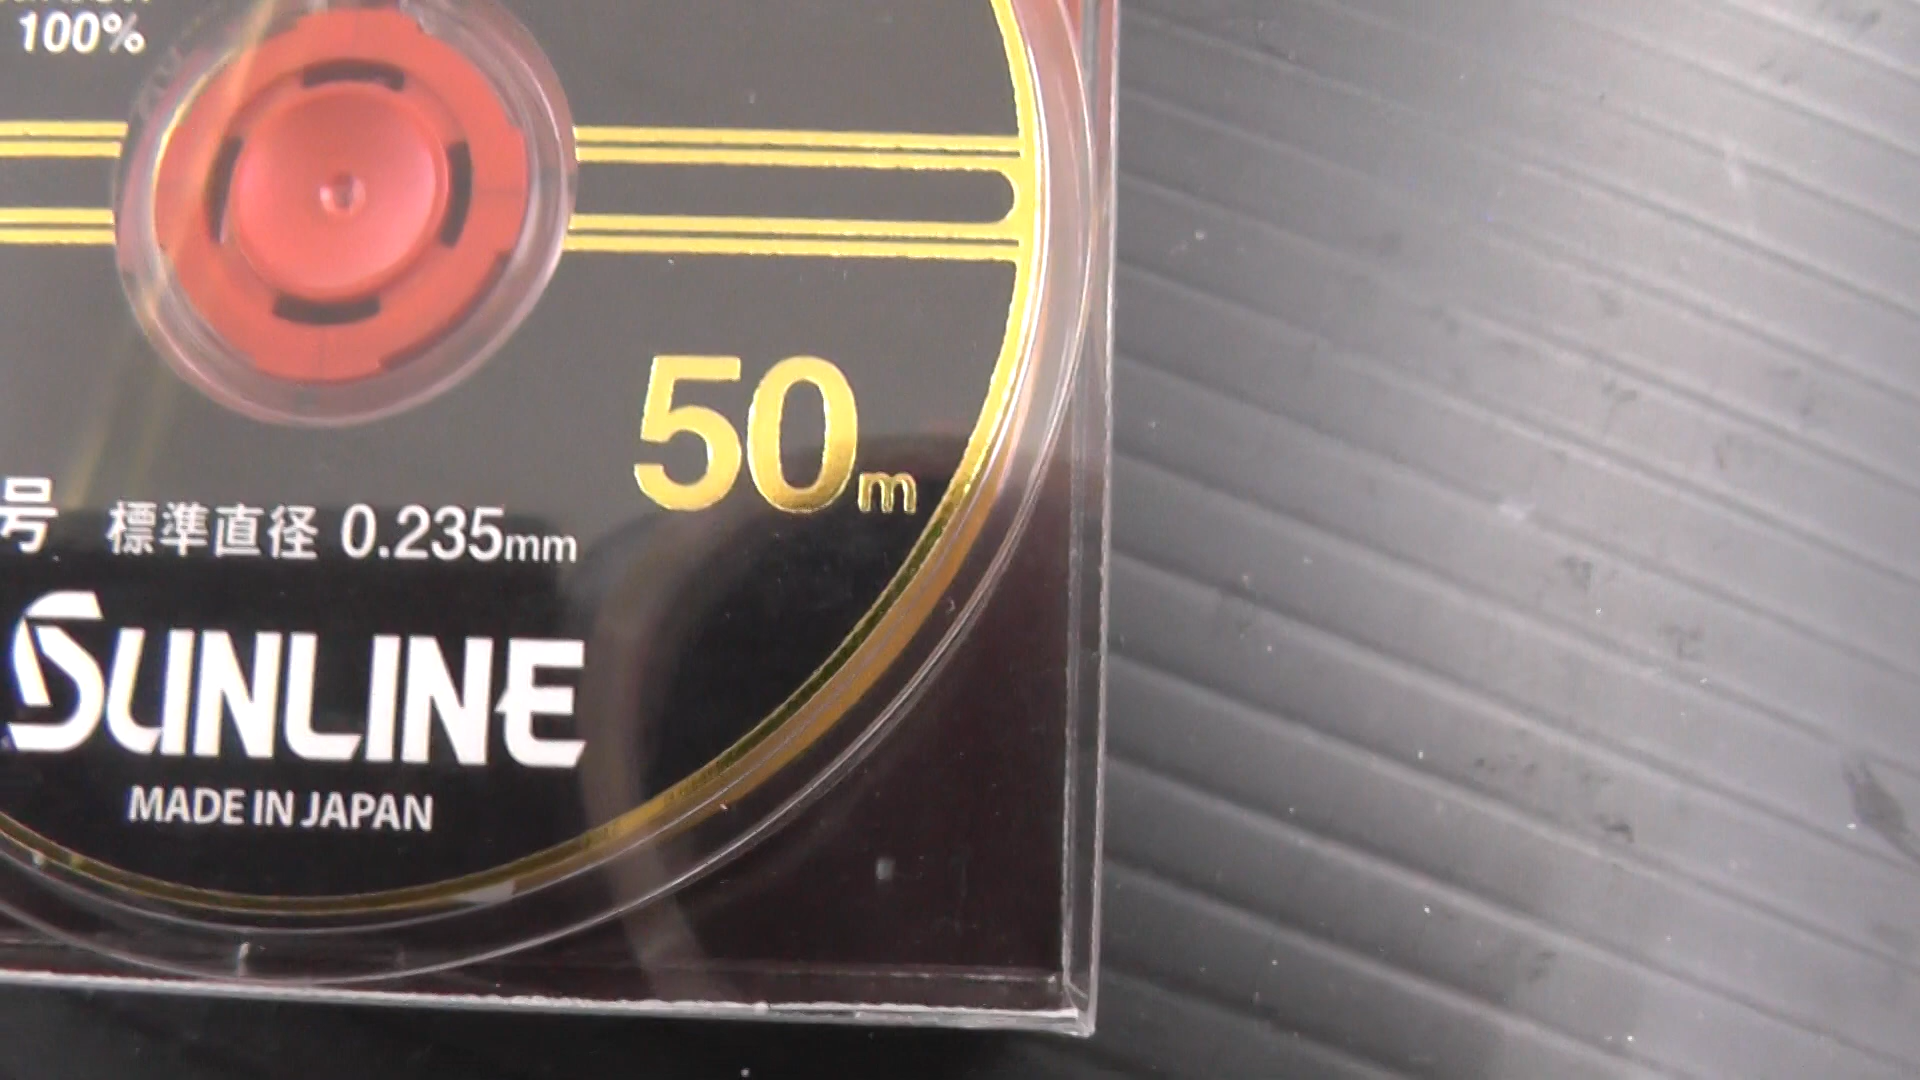 100%
50m
号 標準直径 0.235mm
SUNLINE
MADE IN JAPAN